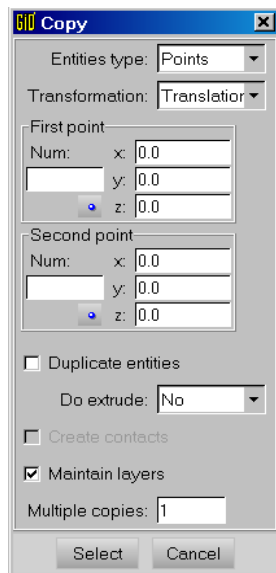 GiD Copy
Entities type: Points
Transformation: Translation
First point
Num: x: 0.0
y: 0.0
z: 0.0
Second point
Num: x: 0.0
y: 0.0
z: 0.0
Duplicate entities
Do extrude: No
Create contacts
Maintain layers
Multiple copies: 1
Select Cancel